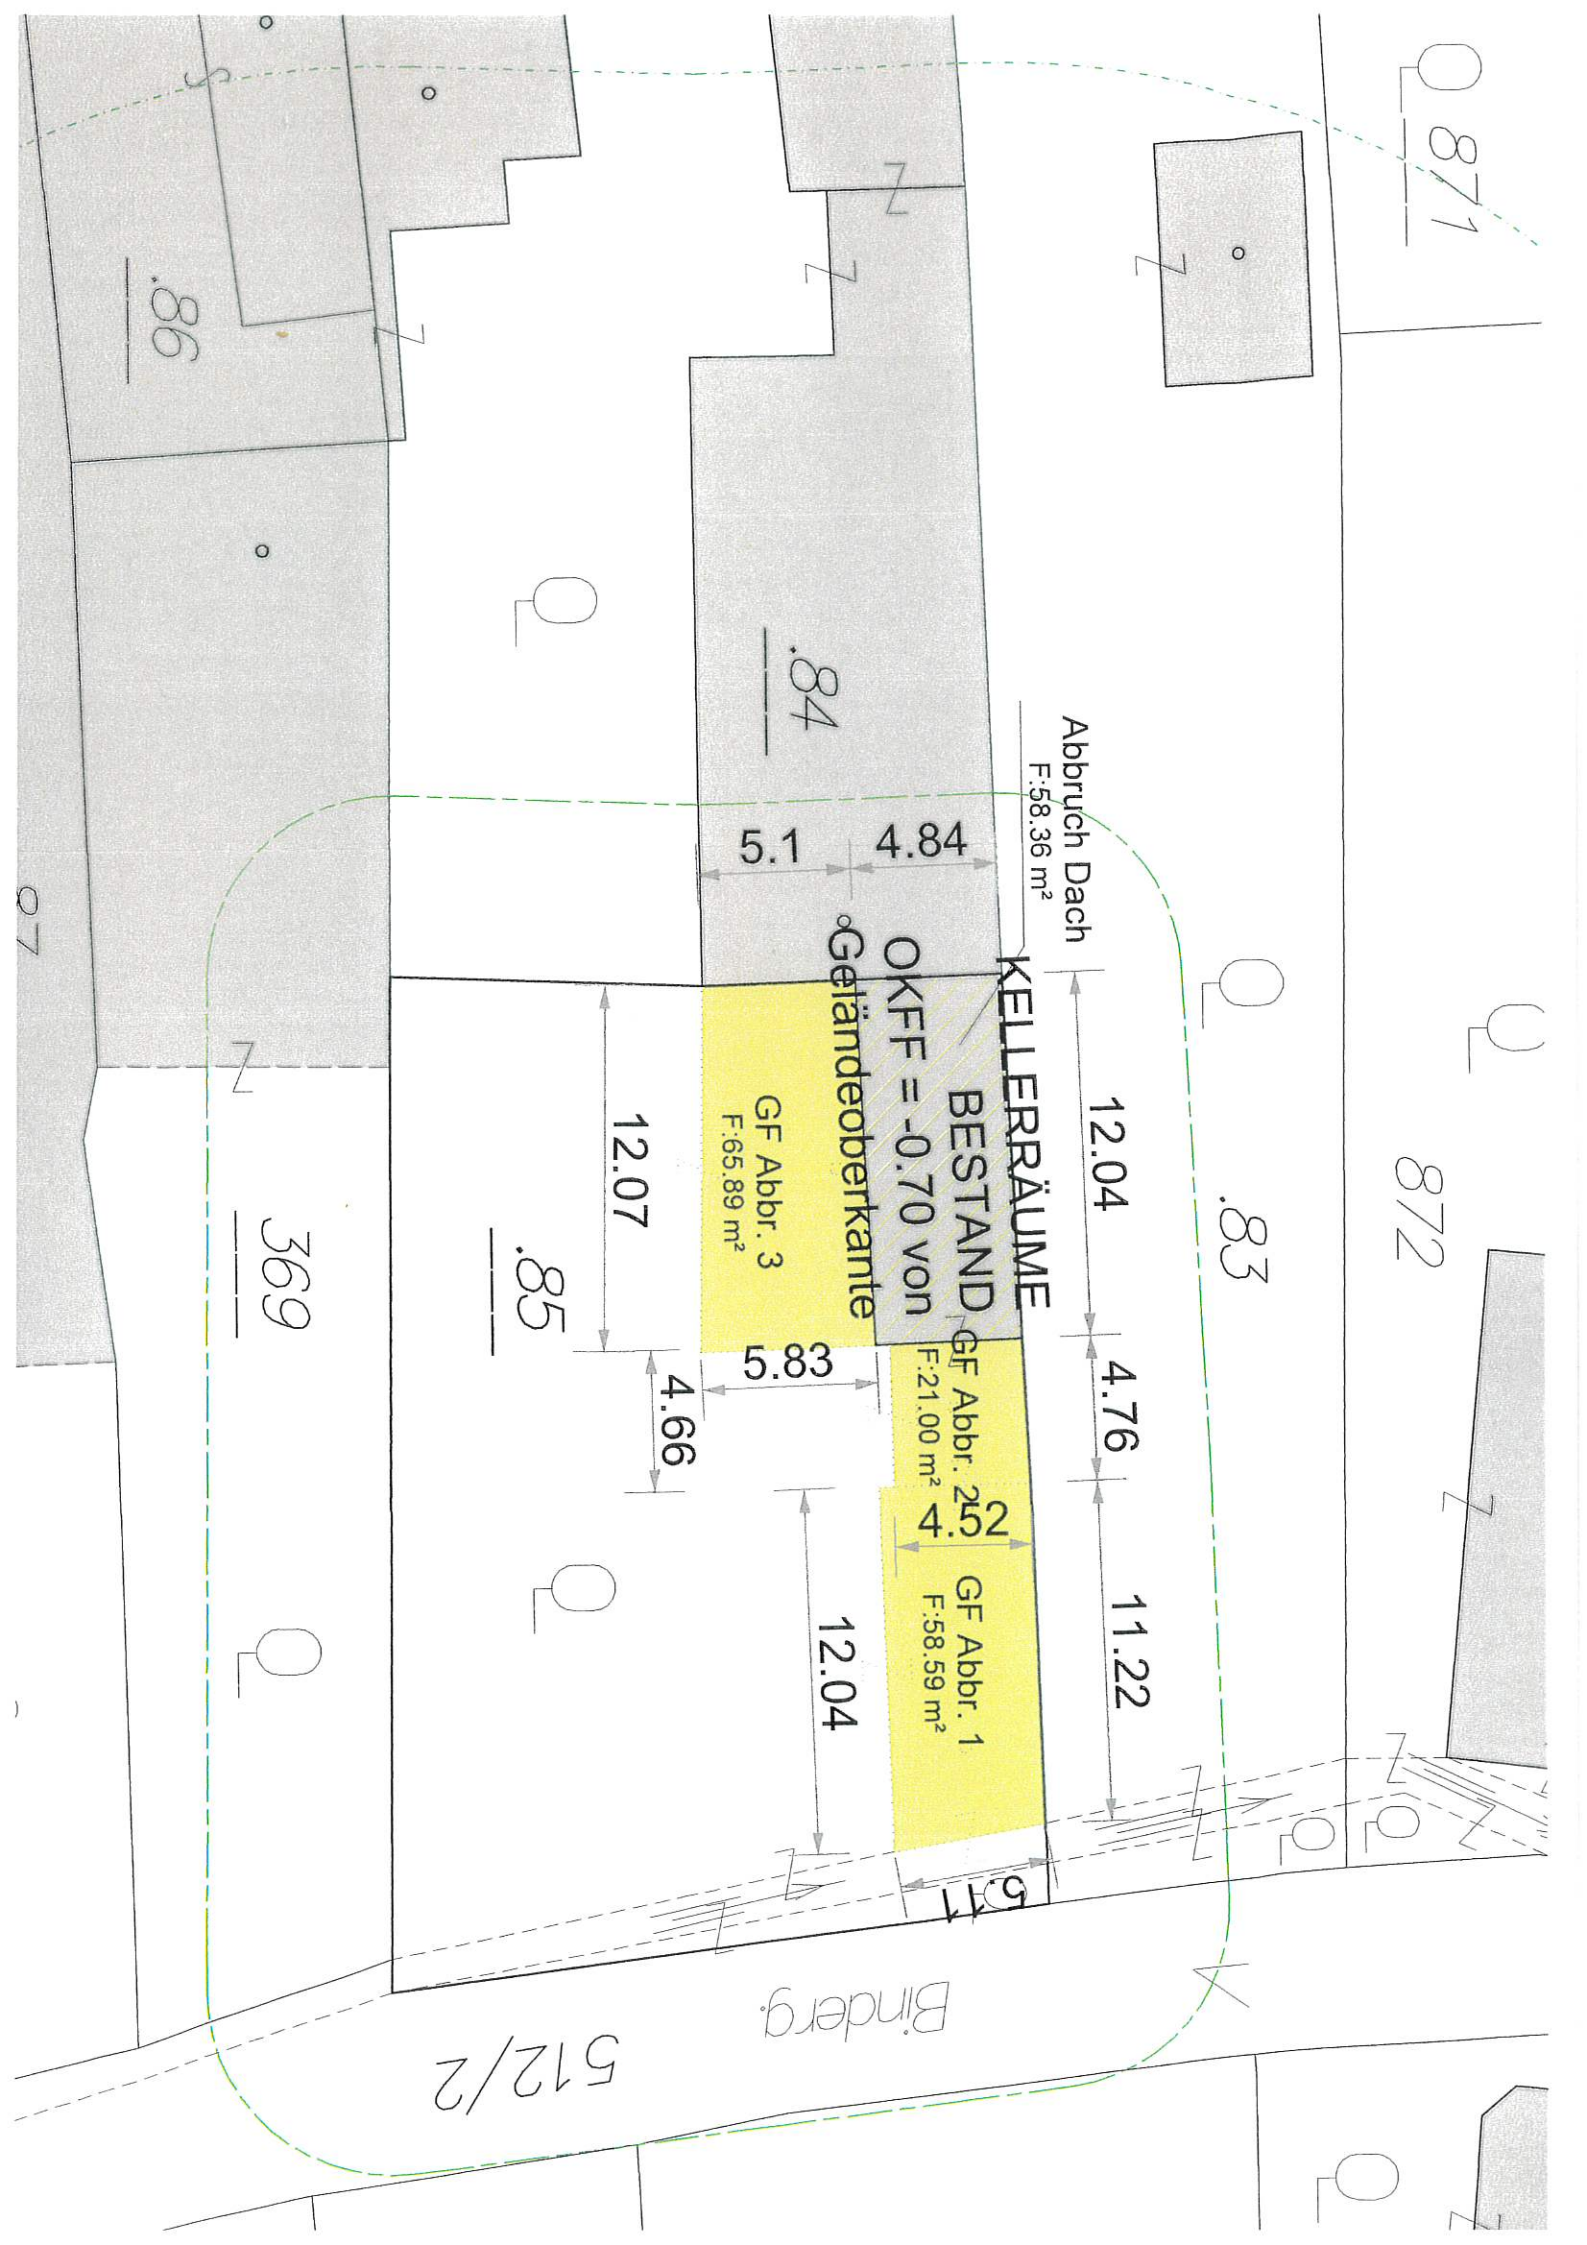 871
.86
.84
Abbruch Dach
F:58.36 m²
5.1
4.84
KELLERRÄUME
BESTAND
OKFF = -0.70 von
Geländeoberkante
12.04
12.07
GF Abbr. 3
F:65.89 m²
872
.83
.85
369
5.83
4.66
4.76
GF Abbr. 2
F:21.00 m²
4.52
GF Abbr. 1
F:58.59 m²
11.22
12.04
5.11
Binderg.
512/2